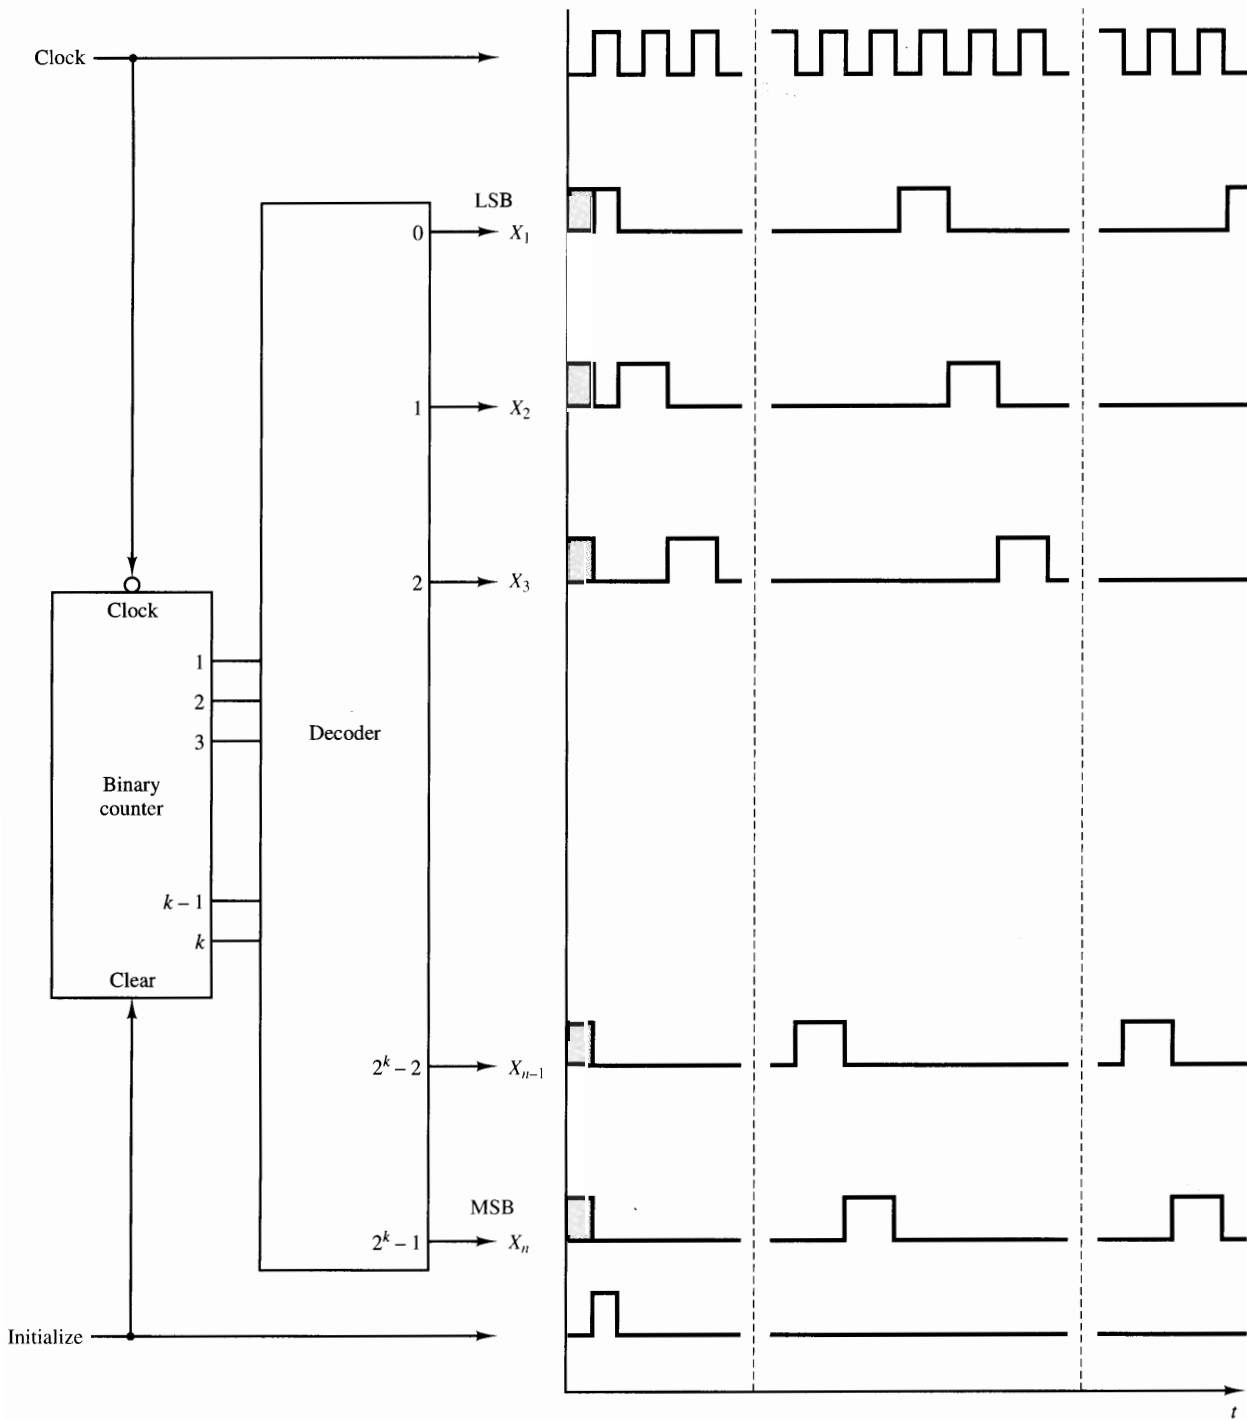 Clock
LSB
0
X₁
1
X₂
2
X₃
Clock
1
2
3
Decoder
Binary
counter
k – 1
k
Clear
2ᵏ – 2
Xₙ₋₁
MSB
2ᵏ – 1
Xₙ
Initialize
t